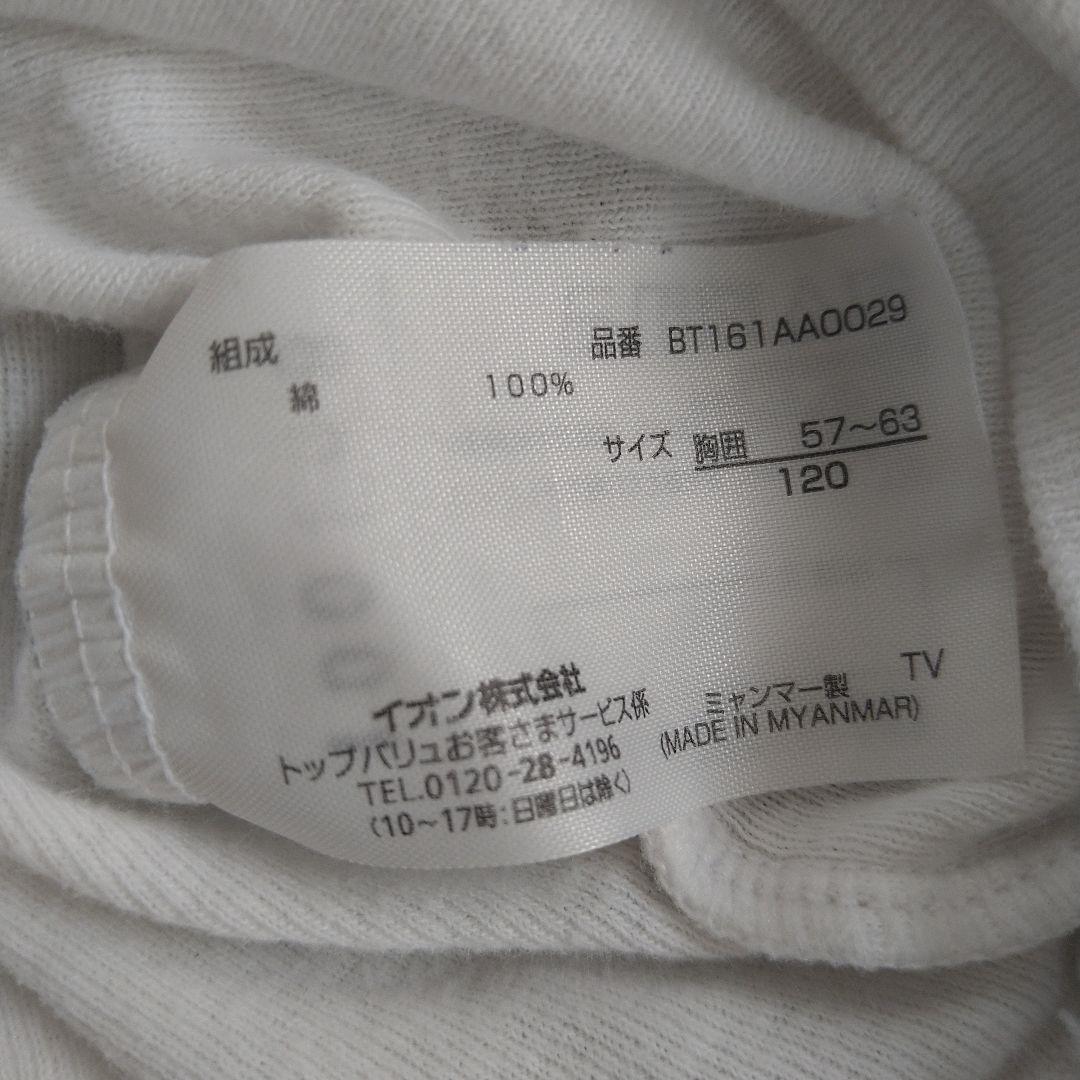 組成
綿 100%
品番 BT161AA0029
サイズ 胸囲 57～63
120
イオン株式会社
トップバリュお客さまサービス係
TEL.0120-28-4196
(10～17時:日曜日は除く)
ミャンマー製 TV
(MADE IN MYANMAR)